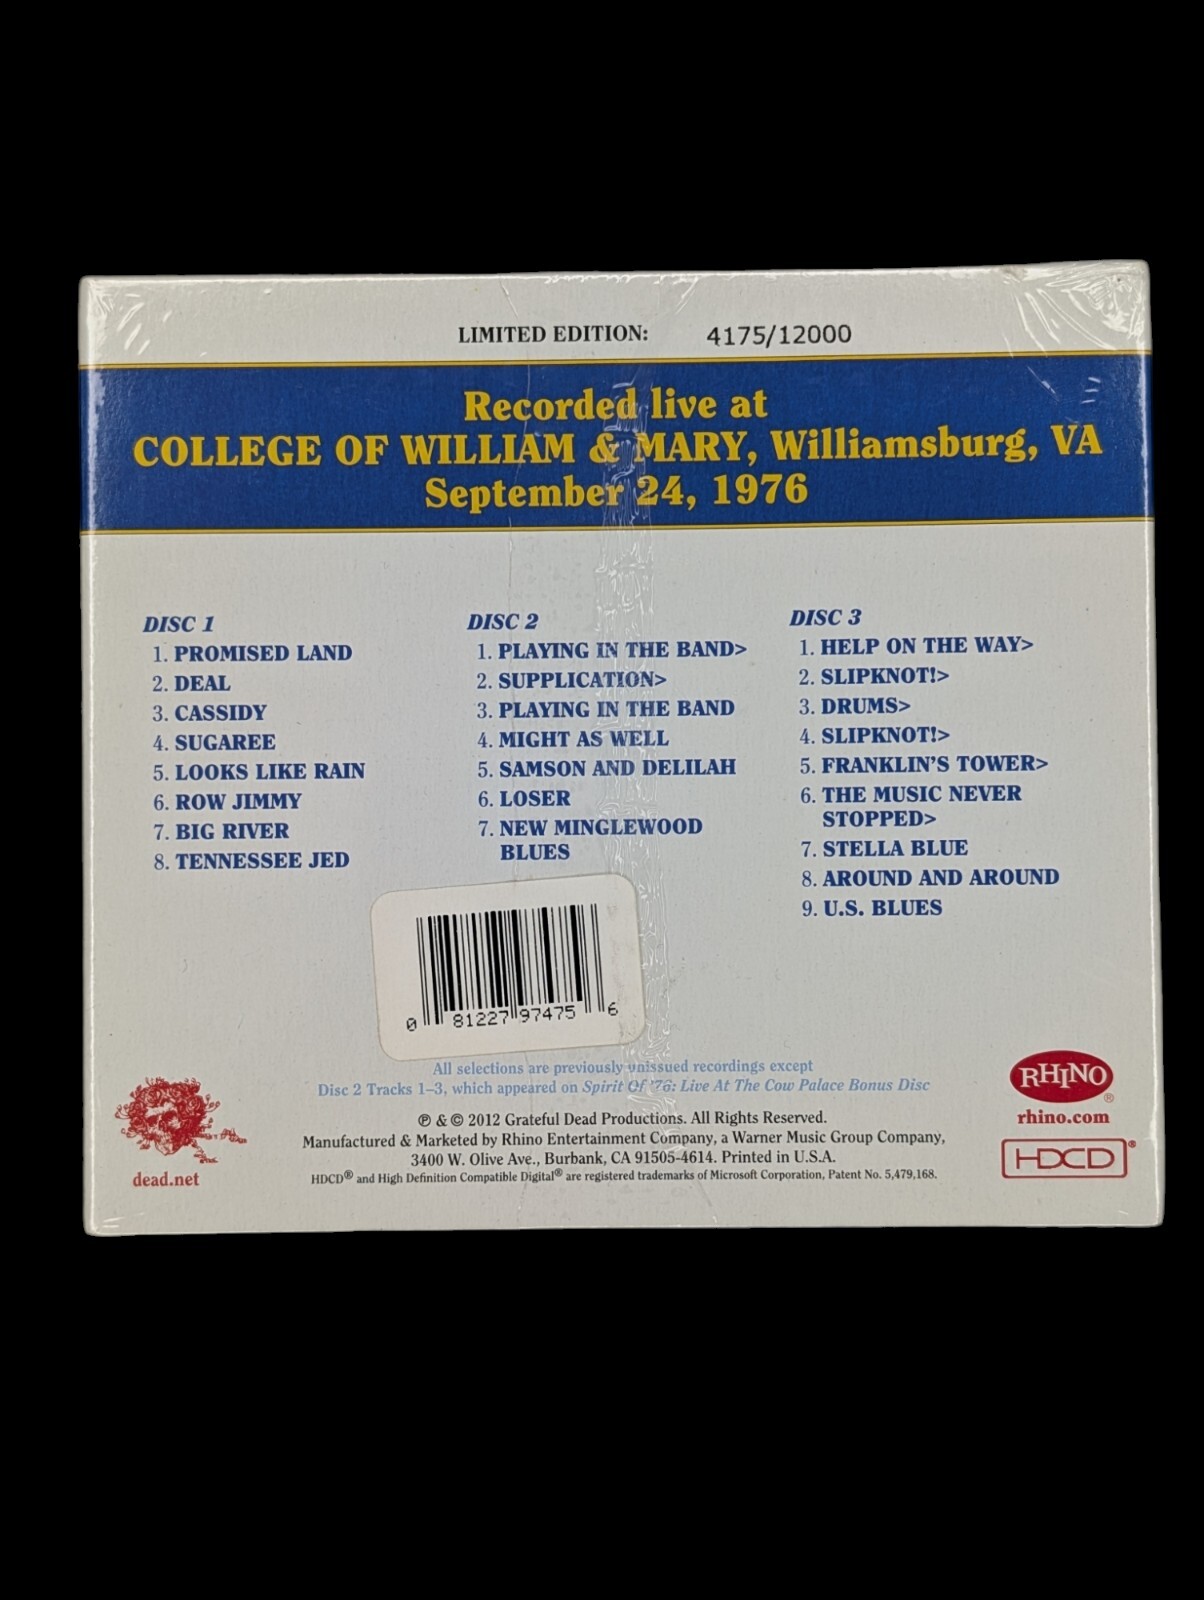 LIMITED EDITION: 4175/12000
Recorded live at
COLLEGE OF WILLIAM & MARY, Williamsburg, VA
September 24, 1976
DISC 1
1. PROMISED LAND
2. DEAL
3. CASSIDY
4. SUGAREE
5. LOOKS LIKE RAIN
6. ROW JIMMY
7. BIG RIVER
8. TENNESSEE JED
DISC 2
1. PLAYING IN THE BAND>
2. SUPPLICATION>
3. PLAYING IN THE BAND
4. MIGHT AS WELL
5. SAMSON AND DELILAH
6. LOSER
7. NEW MINGLEWOOD
BLUES
DISC 3
1. HELP ON THE WAY>
2. SLIPKNOT!>
3. DRUMS>
4. SLIPKNOT!>
5. FRANKLIN'S TOWER>
6. THE MUSIC NEVER
STOPPED>
7. STELLA BLUE
8. AROUND AND AROUND
9. U.S. BLUES
0 81227 97475 6
All selections are previously unissued recordings except
Disc 2 Tracks 1–3, which appeared on Spirit Of '76: Live At The Cow Palace Bonus Disc
℗ & © 2012 Grateful Dead Productions. All Rights Reserved.
Manufactured & Marketed by Rhino Entertainment Company, a Warner Music Group Company,
3400 W. Olive Ave., Burbank, CA 91505-4614. Printed in U.S.A.
HDCD® and High Definition Compatible Digital® are registered trademarks of Microsoft Corporation, Patent No. 5,479,168.
dead.net
RHINO®
rhino.com
HDCD®